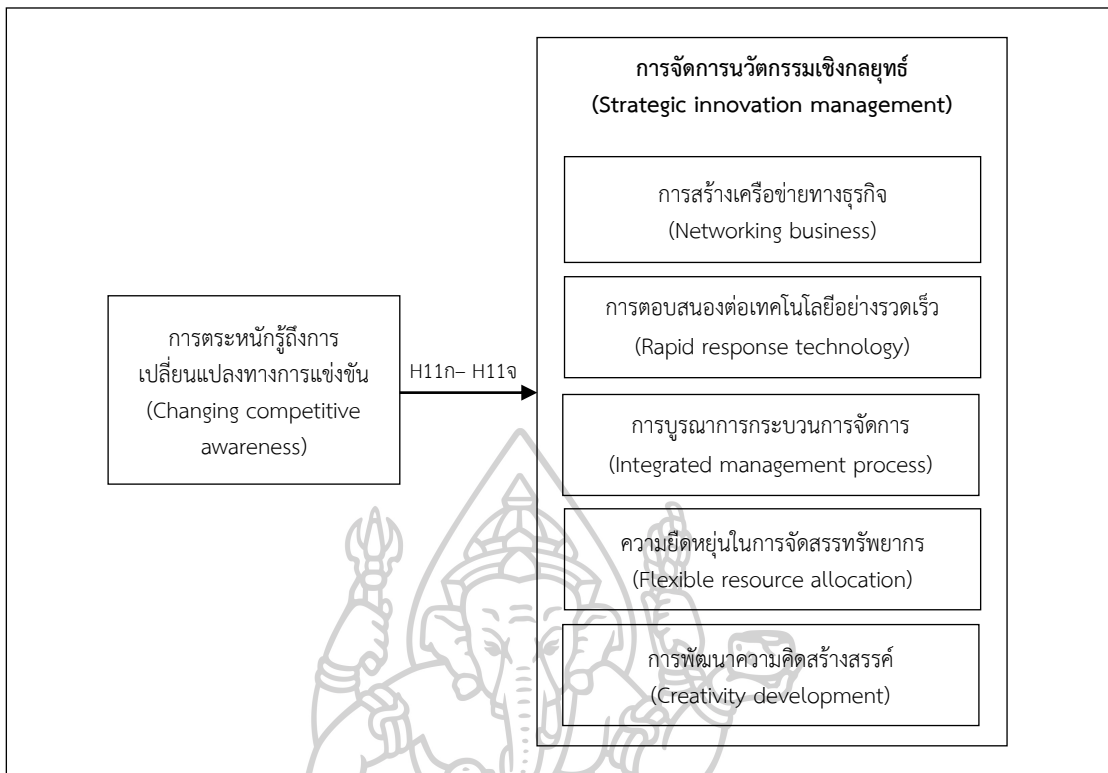 การจัดการนวัตกรรมเชิงกลยุทธ์
(Strategic innovation management)
การสร้างเครือข่ายทางธุรกิจ
(Networking business)
การตอบสนองต่อเทคโนโลยีอย่างรวดเร็ว
(Rapid response technology)
การตระหนักรู้ถึงการ
เปลี่ยนแปลงทางการแข่งขัน
(Changing competitive
awareness)
H11ก– H11จ
การบูรณาการกระบวนการจัดการ
(Integrated management process)
ความยืดหยุ่นในการจัดสรรทรัพยากร
(Flexible resource allocation)
การพัฒนาความคิดสร้างสรรค์
(Creativity development)